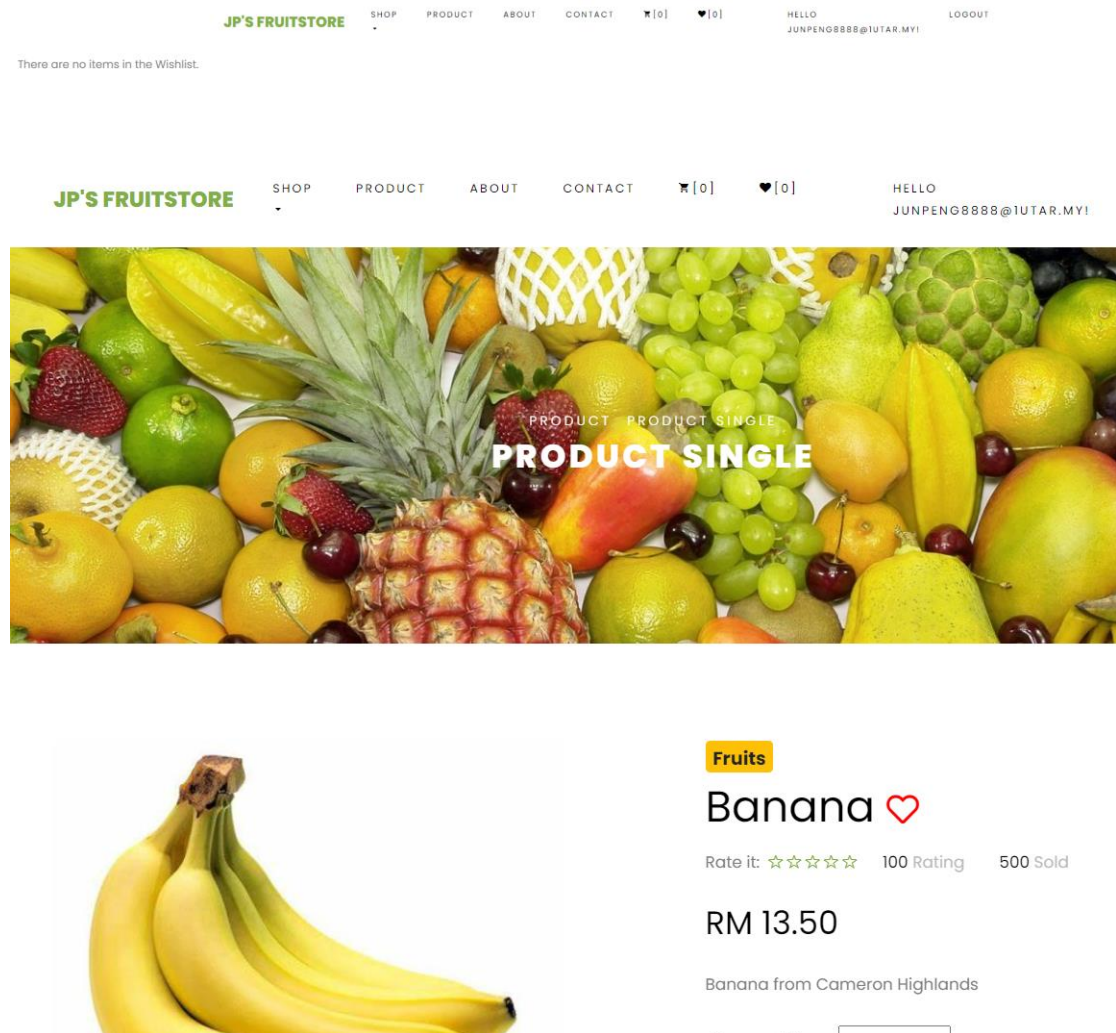 JP'S FRUITSTORE SHOP PRODUCT ABOUT CONTACT [0] [0] HELLO LOGOUT
JUNPENG8888@1UTAR.MY!
There are no items in the Wishlist.
JP'S FRUITSTORE SHOP PRODUCT ABOUT CONTACT [0] [0] HELLO
JUNPENG8888@1UTAR.MY!
PRODUCT PRODUCT SINGLE
PRODUCT SINGLE
Fruits
Banana
Rate it: ☆☆☆☆☆ 100 Rating 500 Sold
RM 13.50
Banana from Cameron Highlands